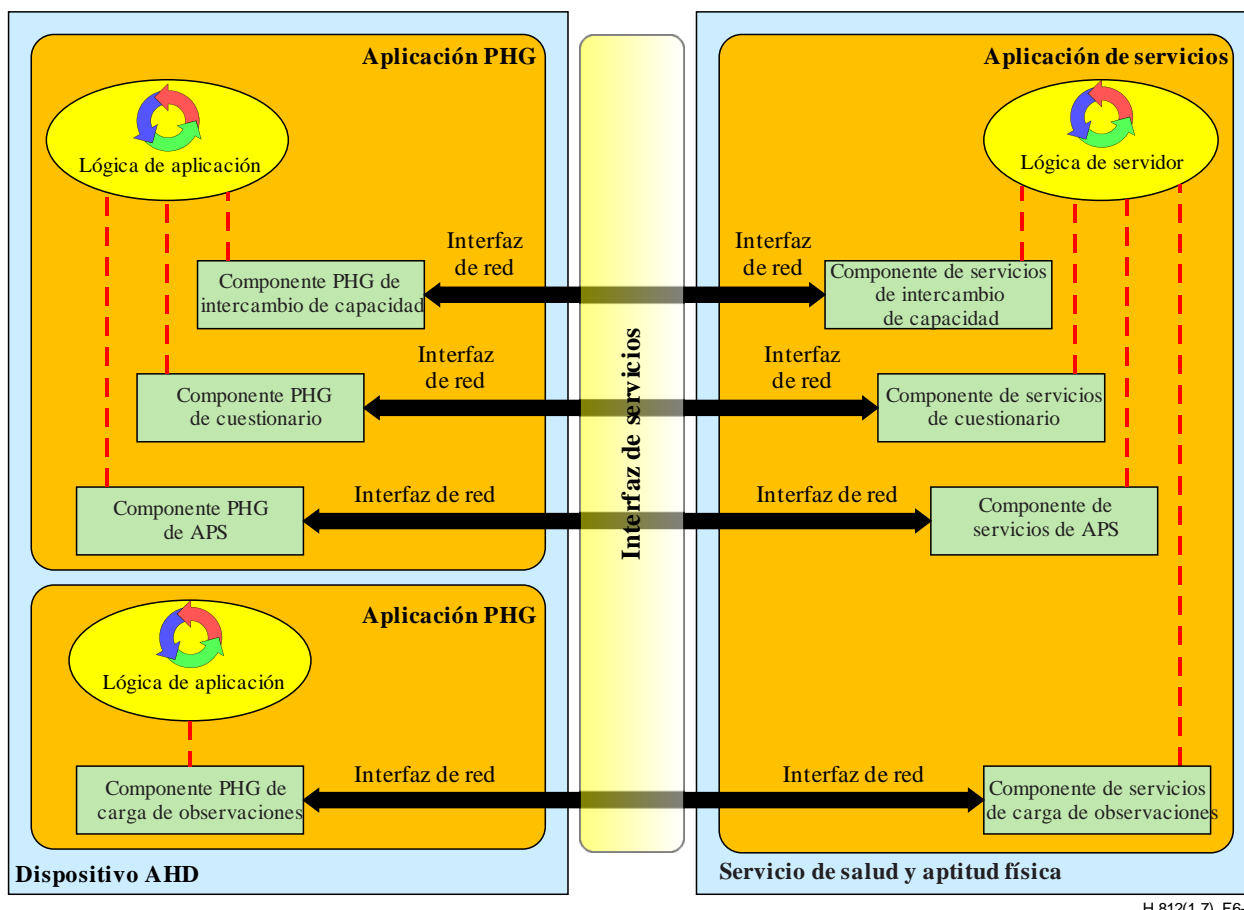 Aplicación PHG
Lógica de aplicación
Interfaz
de red
Componente PHG de
intercambio de capacidad
Interfaz
de red
Componente PHG
de cuestionario
Interfaz de red
Componente PHG
de APS
Aplicación PHG
Lógica de aplicación
Interfaz de red
Componente PHG de
carga de observaciones
Dispositivo AHD
Interfaz de servicios
Aplicación de servicios
Lógica de servidor
Interfaz
de red
Componente de servicios
de intercambio
de capacidad
Interfaz
de red
Componente de servicios
de cuestionario
Interfaz de red
Componente de
servicios de APS
Interfaz de red
Componente de servicios
de carga de observaciones
Servicio de salud y aptitud física